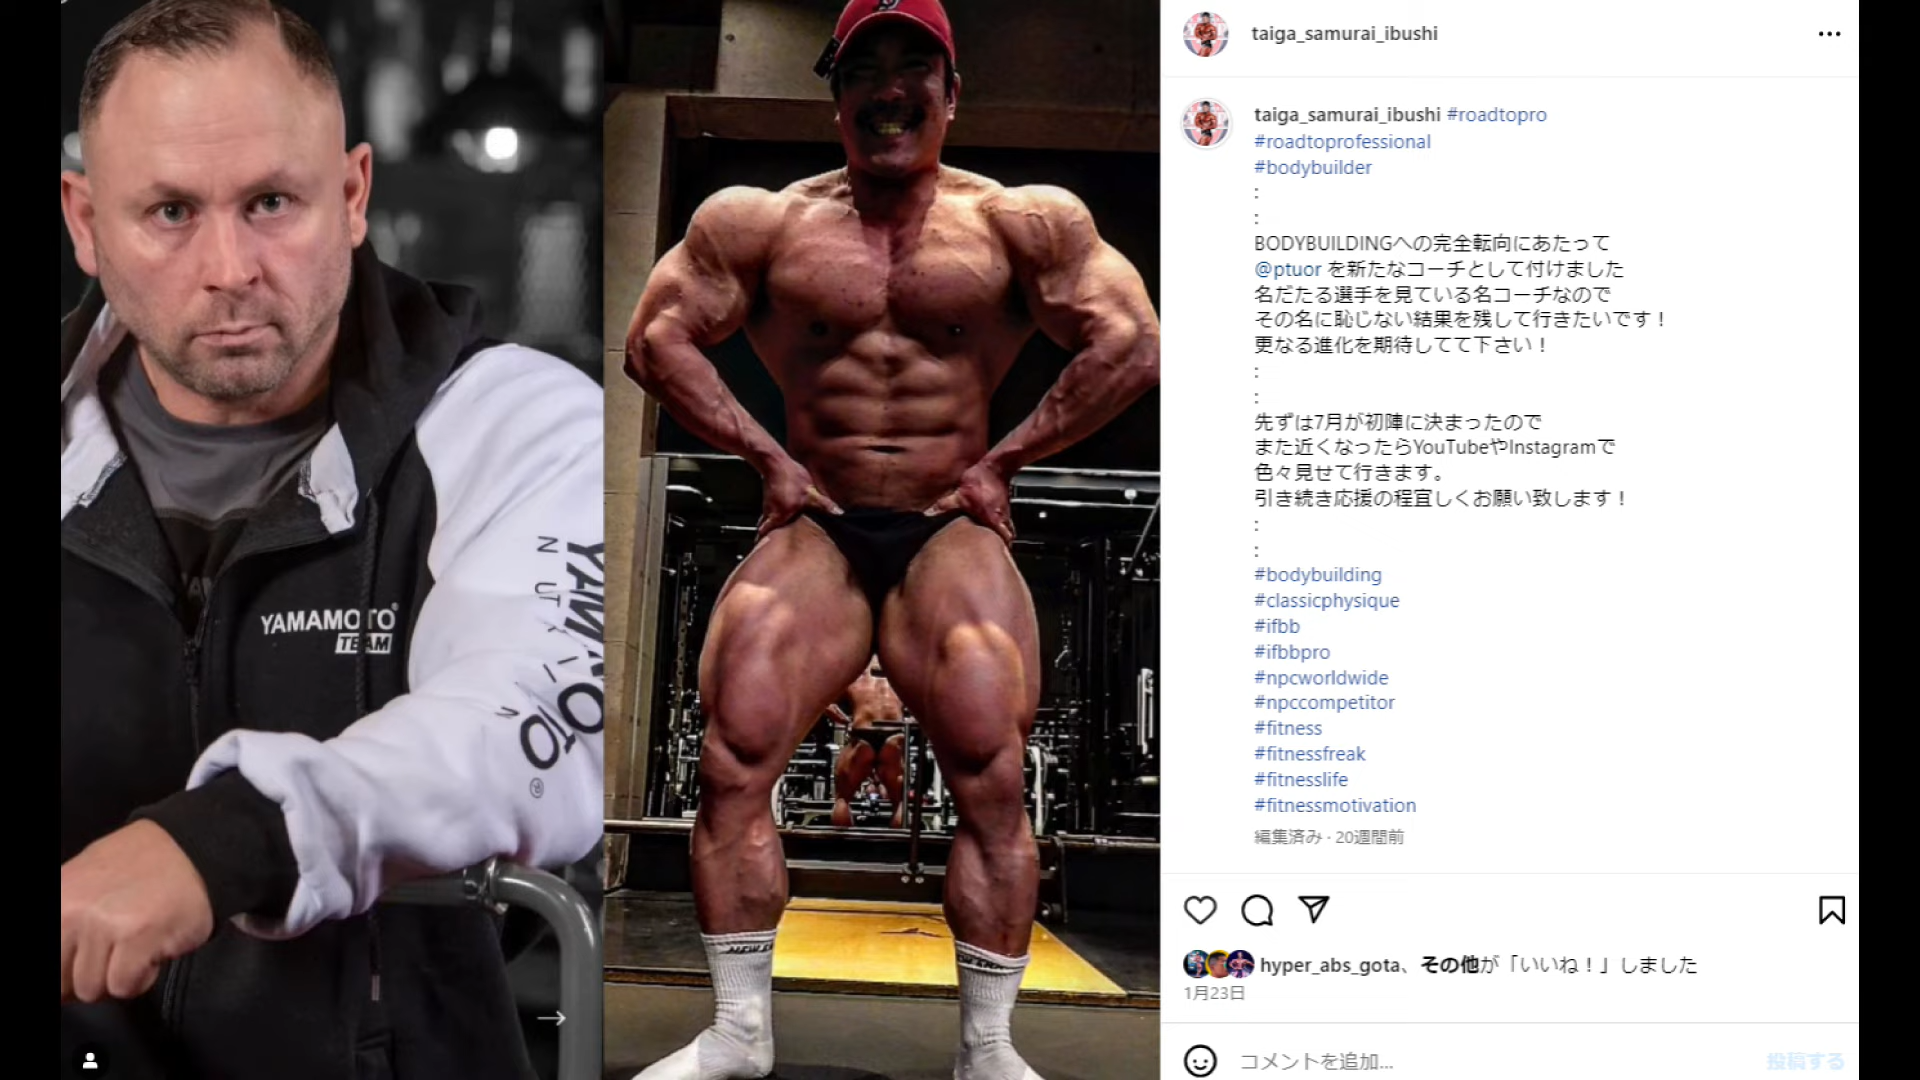 taiga_samurai_ibushi
taiga_samurai_ibushi #roadtopro
#roadtoprofessional
#bodybuilder
:
:
BODYBUILDINGへの完全転向にあたって
@ptuor を新たなコーチとして付けました
名だたる選手を見ている名コーチなので
その名に恥じない結果を残して行きたいです！
更なる進化を期待してて下さい！
:
:
先ずは7月が初陣に決まったので
また近くなったらYouTubeやInstagramで
色々見せて行きます。
引き続き応援の程宜しくお願い致します！
:
:
#bodybuilding
#classicphysique
#ifbb
#ifbbpro
#npcworldwide
#npccompetitor
#fitness
#fitnessfreak
#fitnesslife
#fitnessmotivation
編集済み · 20週間前
hyper_abs_gota、その他が「いいね！」しました
1月23日
コメントを追加...
投稿する
YAMAMOTO®
TEAM